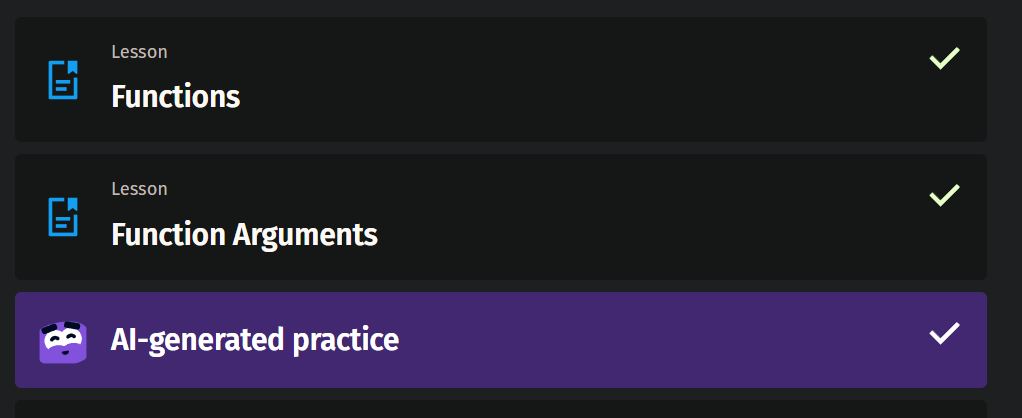 Lesson
Functions
Lesson
Function Arguments
AI-generated practice